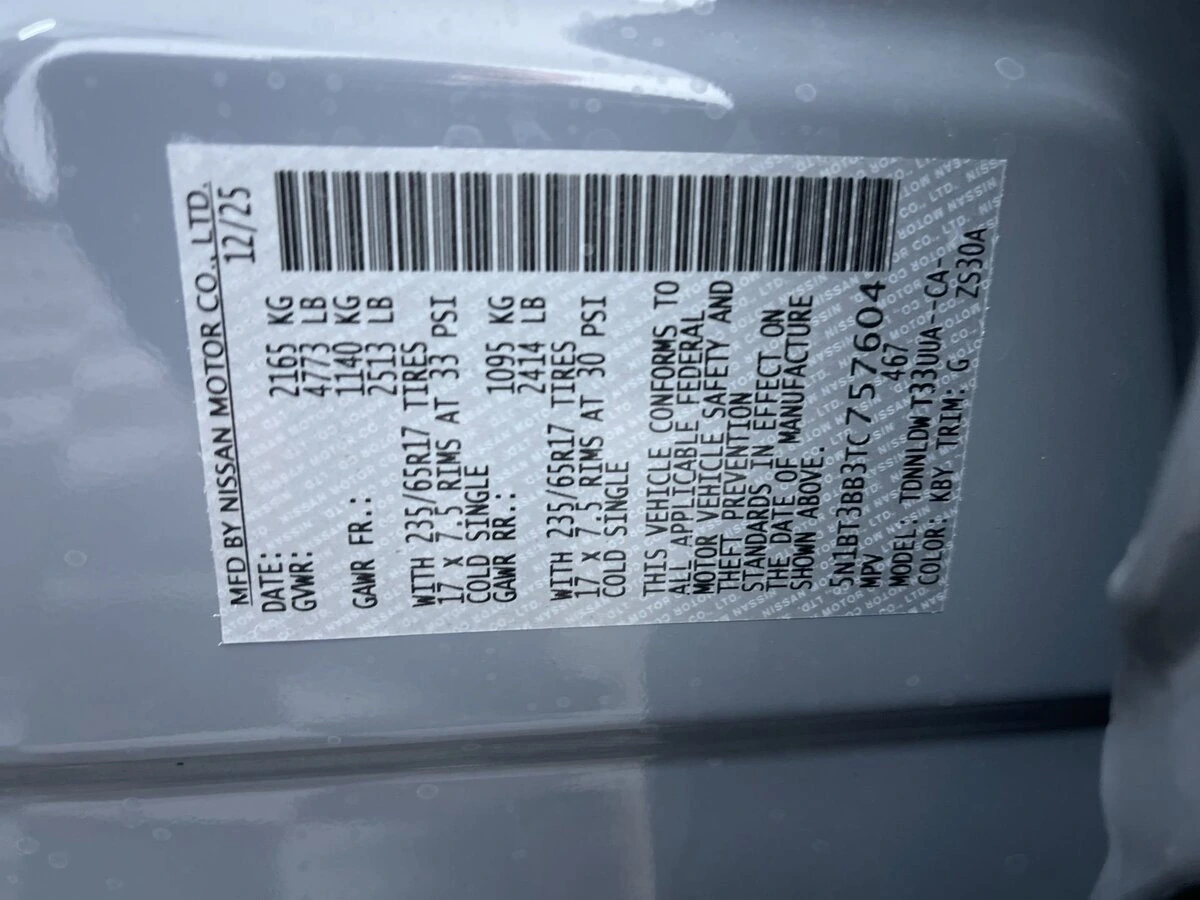 MFD BY NISSAN MOTOR CO., LTD.
DATE: 12/25
GVWR: 2165 KG
4773 LB
GAWR FR.: 1140 KG
2513 LB
WITH 235/65R17 TIRES
17 X 7.5 RIMS AT 33 PSI
COLD SINGLE
GAWR RR.: 1095 KG
2414 LB
WITH 235/65R17 TIRES
17 X 7.5 RIMS AT 30 PSI
COLD SINGLE
THIS VEHICLE CONFORMS TO
ALL APPLICABLE FEDERAL
MOTOR VEHICLE SAFETY AND
THEFT PREVENTION
STANDARDS IN EFFECT ON
THE DATE OF MANUFACTURE
SHOWN ABOVE.
5N1BT3BB3TC757604
MPV 467
MODEL: TDNNLDWT33UUA-CA-
COLOR: KBY TRIM: G ZS30A